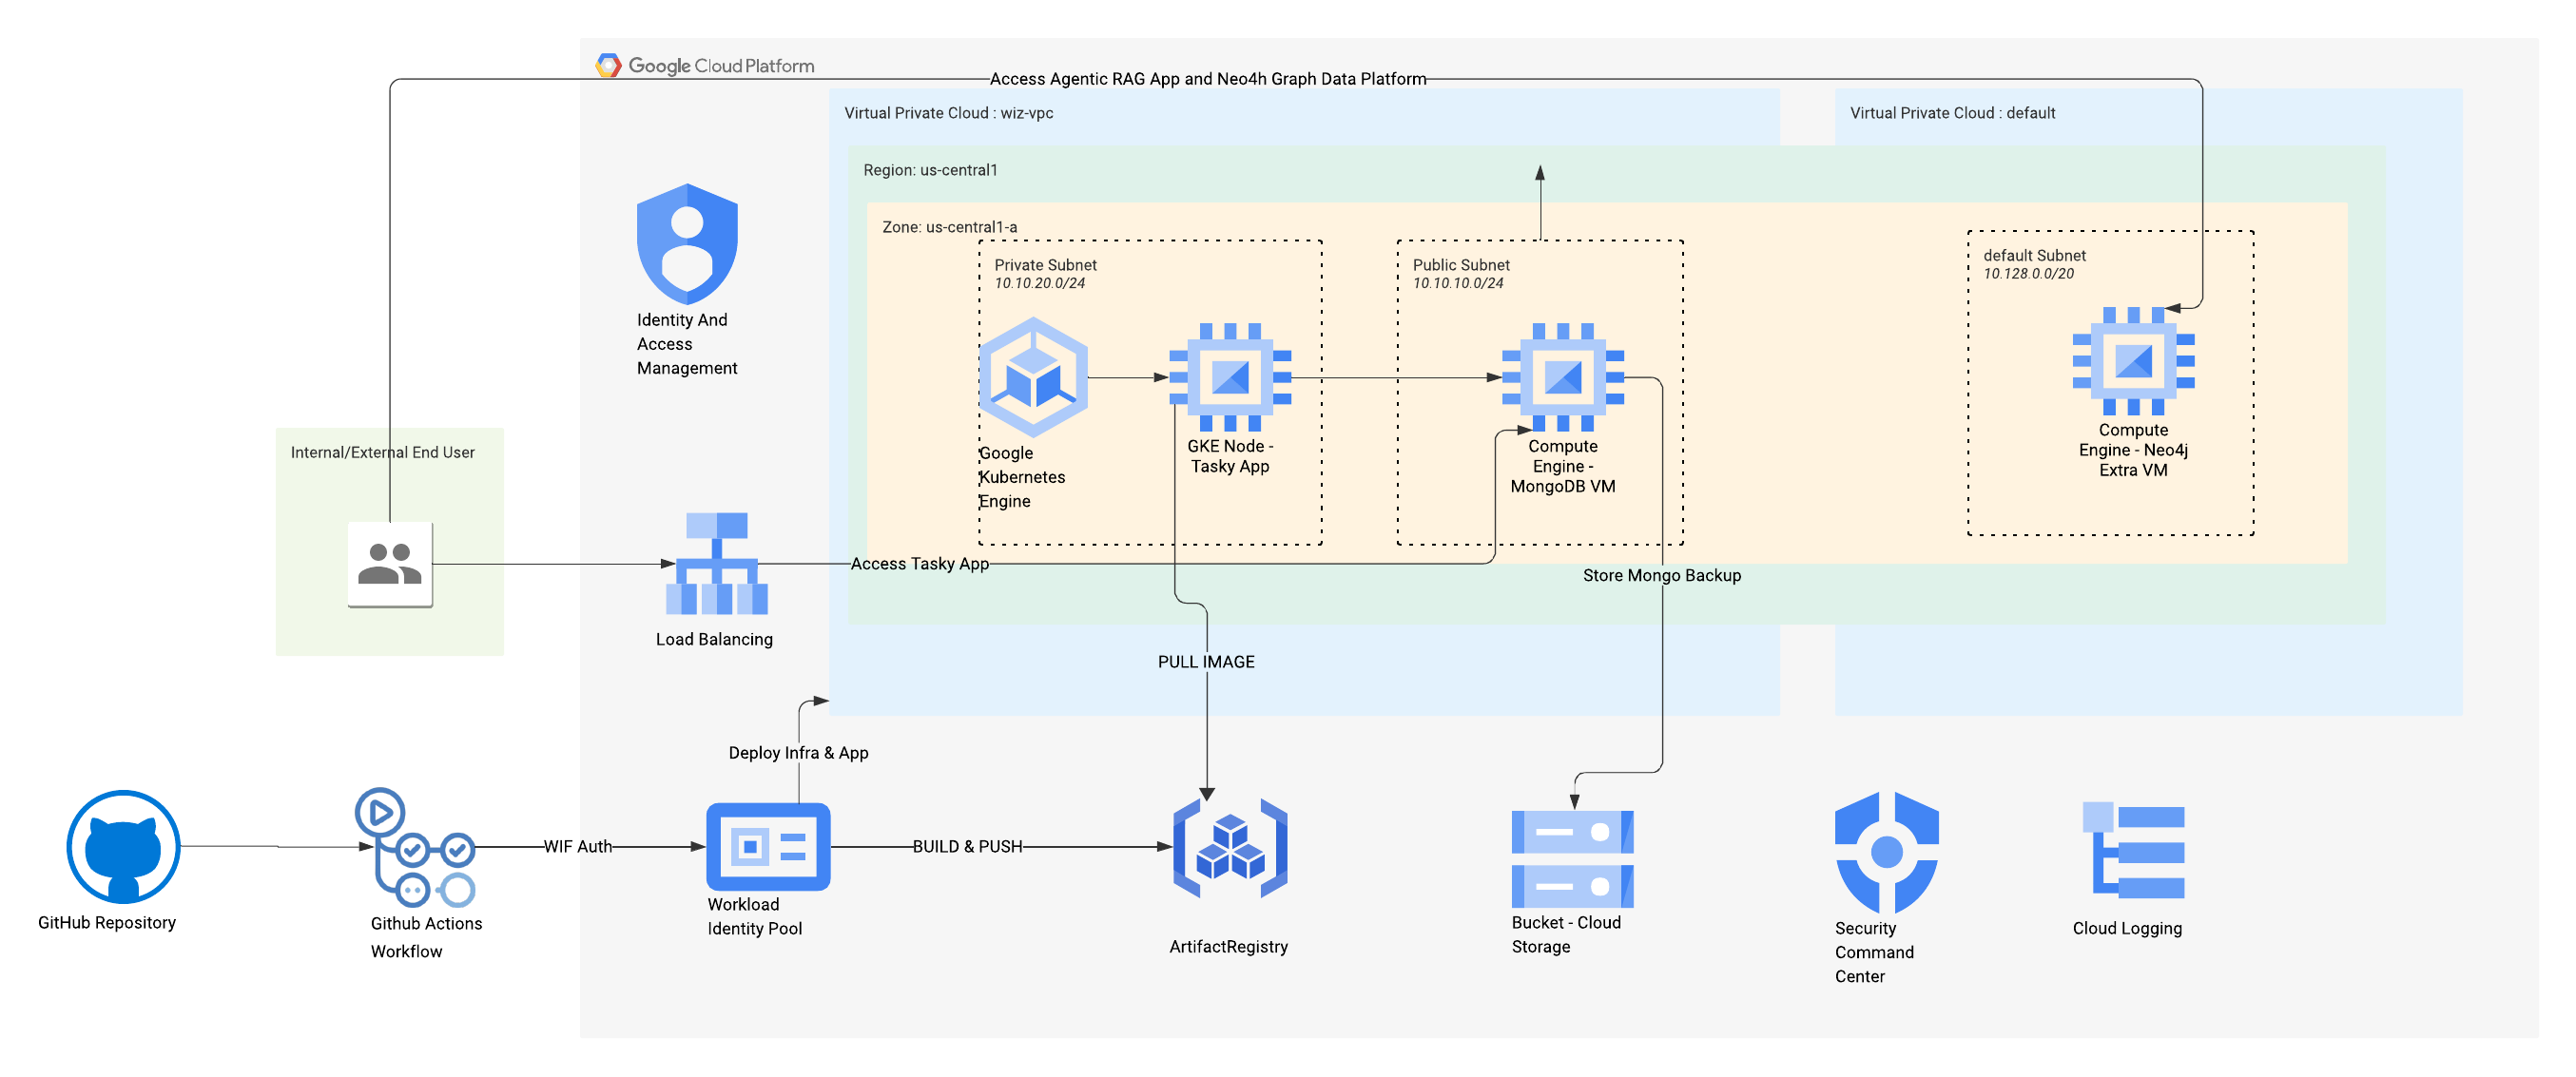 Google Cloud Platform
Access Agentic RAG App and Neo4h Graph Data Platform
Virtual Private Cloud : wiz-vpc
Virtual Private Cloud : default
Region: us-central1
Zone: us-central1-a
Private Subnet
10.10.20.0/24
Public Subnet
10.10.10.0/24
default Subnet
10.128.0.0/20
Identity And
Access
Management
Google
Kubernetes
Engine
GKE Node -
Tasky App
Compute
Engine -
MongoDB VM
Compute
Engine - Neo4j
Extra VM
Internal/External End User
Access Tasky App
Store Mongo Backup
Load Balancing
PULL IMAGE
Deploy Infra & App
WIF Auth
BUILD & PUSH
GitHub Repository
Github Actions
Workflow
Workload
Identity Pool
ArtifactRegistry
Bucket - Cloud
Storage
Security
Command
Center
Cloud Logging